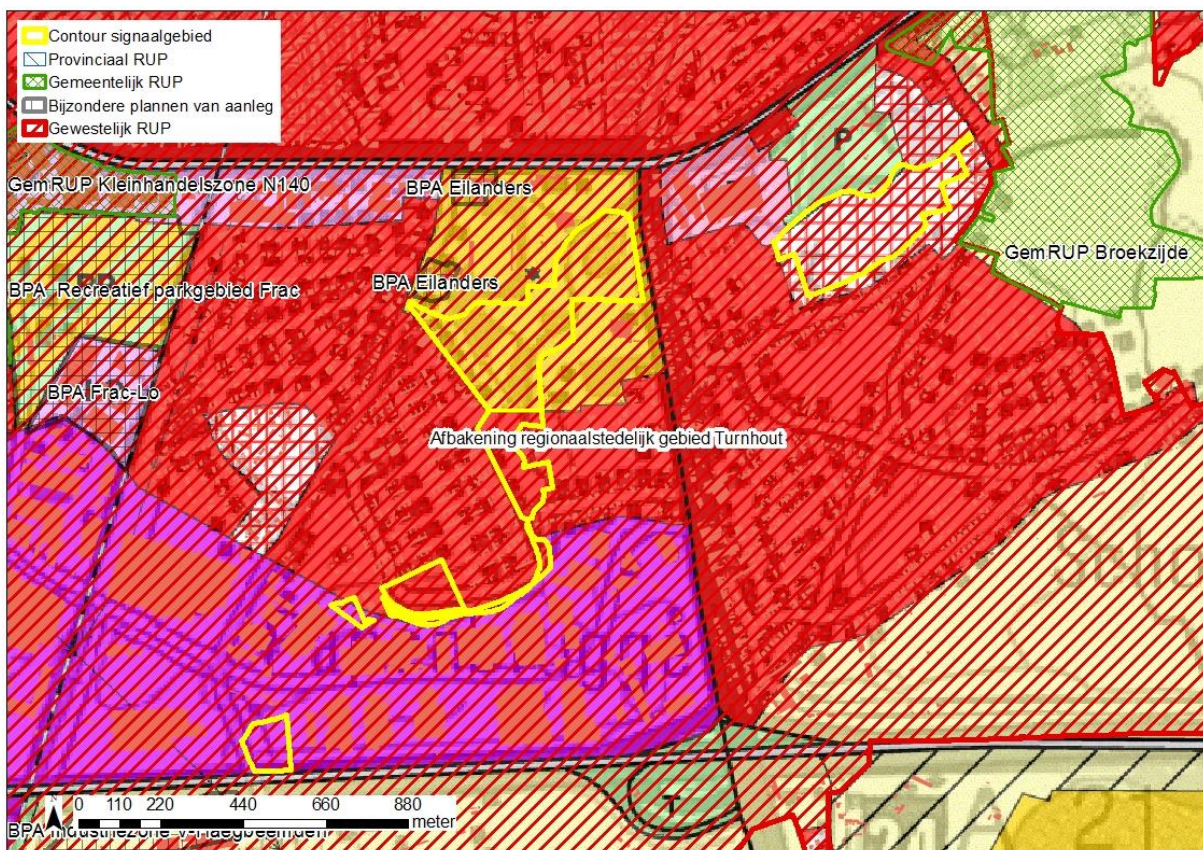 Contour signaalgebied
Provinciaal RUP
Gemeentelijk RUP
Bijzondere plannen van aanleg
Gewestelijk RUP
P
GemRUP Kleinhandelszone N140
BPA Eilanders
GemRUP Broekzijde
BPA Eilanders
BPA Recreatief parkgebied Frac
BPA Frac-Lo
Afbakening regionaalstedelijk gebied Turnhout
T
N
0 110 220 440 660 880
meter
BPA Industriezone